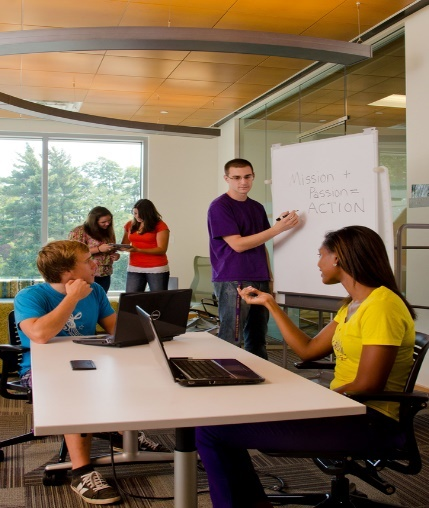 Mission +
Passion =
ACTION